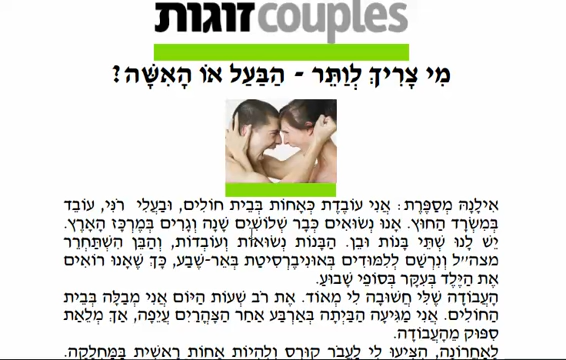 זוגות couples
מִי צָרִיךְ לְוַתֵּר - הַבַּעַל אוֹ הָאִשָּׁה?
אִילָנָה מְסַפֶּרֶת: אֲנִי עוֹבֶדֶת כְּאָחוֹת בְּבֵית חוֹלִים, וּבַעֲלִי רוֹנִי, עוֹבֵד
בְּמִשְׂרַד הַחוּץ. אָנוּ נְשׂוּאִים כְּבָר שְׁלוֹשִׁים שָׁנָה וְגָרִים בְּמֶרְכַּז הָאָרֶץ.
יֵשׁ לָנוּ שְׁתֵּי בָּנוֹת וּבֵן. הַבָּנוֹת נְשׂוּאוֹת וְעוֹבְדוֹת, וְהַבֵּן הִשְׁתַּחְרֵר
מצה״ל וְנִרְשַׁם לְלִמּוּדִים בְּאוּנִיבֶרְסִיטַת בְּאֵר-שֶׁבַע, כָּךְ שֶׁאָנוּ רוֹאִים
אֶת הַיֶּלֶד בְּעִקָּר בְּסוֹפֵי שָׁבוּעַ.
הָעֲבוֹדָה שֶׁלִּי חֲשׁוּבָה לִי מְאוֹד. אֶת רֹב שְׁעוֹת הַיּוֹם אֲנִי מְבַלָּה בְּבֵית
הַחוֹלִים. אֲנִי מַגִּיעָה הַבַּיְתָה בְּאַרְבַּע אַחַר הַצָּהֳרַיִם עֲיֵפָה, אַךְ מְלֵאַת
סִפּוּק מֵהָעֲבוֹדָה.
לָאַחֲרוֹנָה, הִצִּיעוּ לִי לַעֲבֹר קוּרְס וְלִהְיוֹת אָחוֹת רָאשִׁית בַּמַּחְלָקָה.